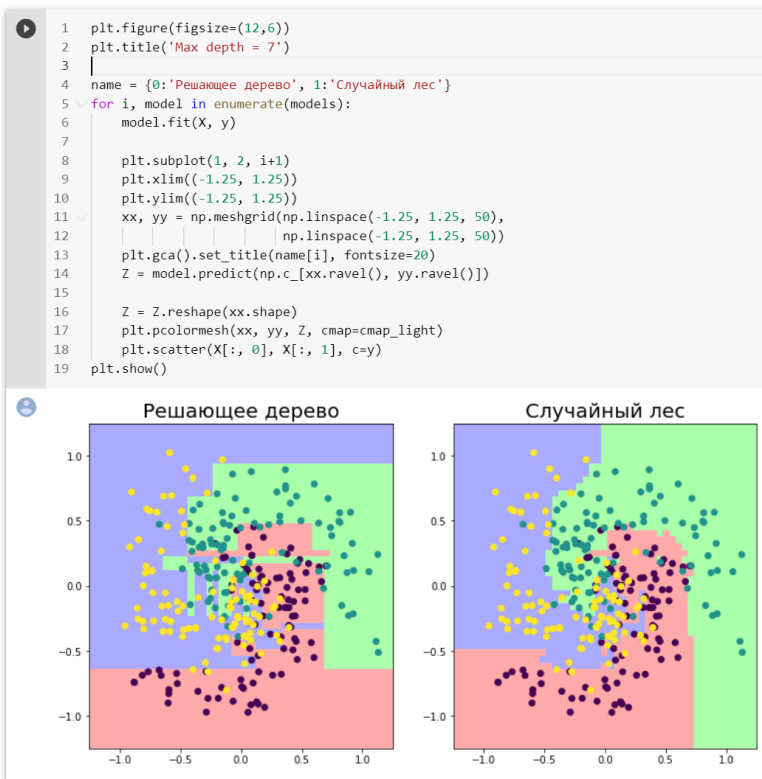 1 plt.figure(figsize=(12,6))
2 plt.title('Max depth = 7')
3
4 name = {0:'Решающее дерево', 1:'Случайный лес'}
5 for i, model in enumerate(models):
6 model.fit(X, y)
7
8 plt.subplot(1, 2, i+1)
9 plt.xlim((-1.25, 1.25))
10 plt.ylim((-1.25, 1.25))
11 xx, yy = np.meshgrid(np.linspace(-1.25, 1.25, 50),
12 np.linspace(-1.25, 1.25, 50))
13 plt.gca().set_title(name[i], fontsize=20)
14 Z = model.predict(np.c_[xx.ravel(), yy.ravel()])
15
16 Z = Z.reshape(xx.shape)
17 plt.pcolormesh(xx, yy, Z, cmap=cmap_light)
18 plt.scatter(X[:, 0], X[:, 1], c=y)
19 plt.show()
Решающее дерево
1.0
0.5
0.0
−0.5
−1.0
−1.0 −0.5 0.0 0.5 1.0
Случайный лес
1.0
0.5
0.0
−0.5
−1.0
−1.0 −0.5 0.0 0.5 1.0